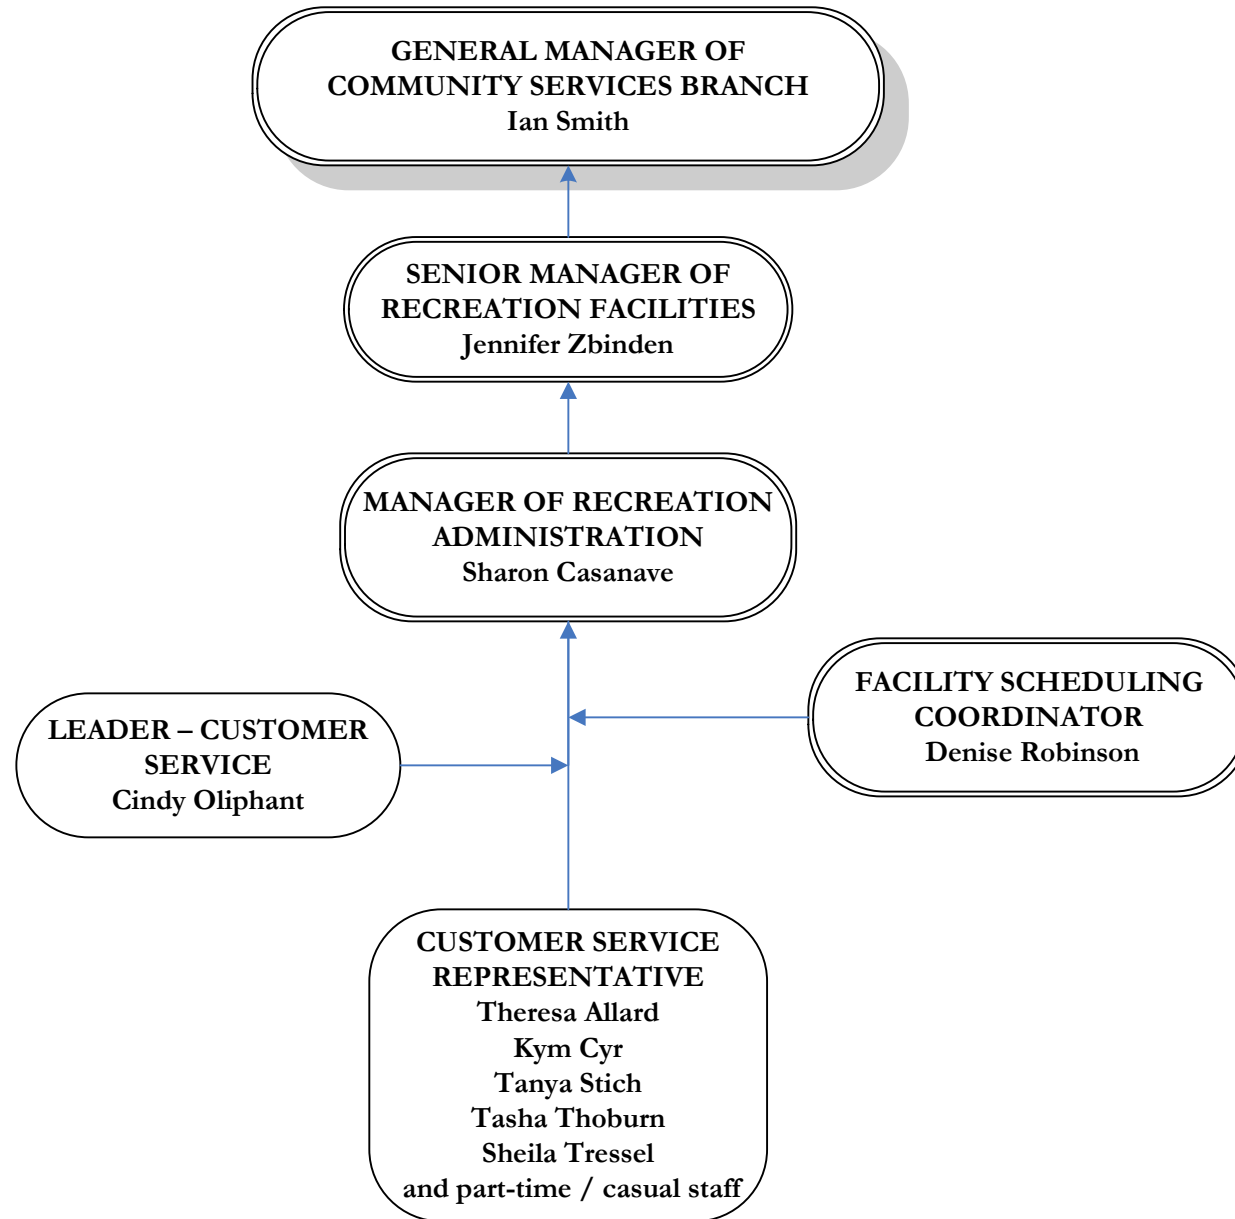 GENERAL MANAGER OF
COMMUNITY SERVICES BRANCH
Ian Smith
SENIOR MANAGER OF
RECREATION FACILITIES
Jennifer Zbinden
MANAGER OF RECREATION
ADMINISTRATION
Sharon Casanave
FACILITY SCHEDULING
COORDINATOR
Denise Robinson
LEADER – CUSTOMER
SERVICE
Cindy Oliphant
CUSTOMER SERVICE
REPRESENTATIVE
Theresa Allard
Kym Cyr
Tanya Stich
Tasha Thoburn
Sheila Tressel
and part-time / casual staff